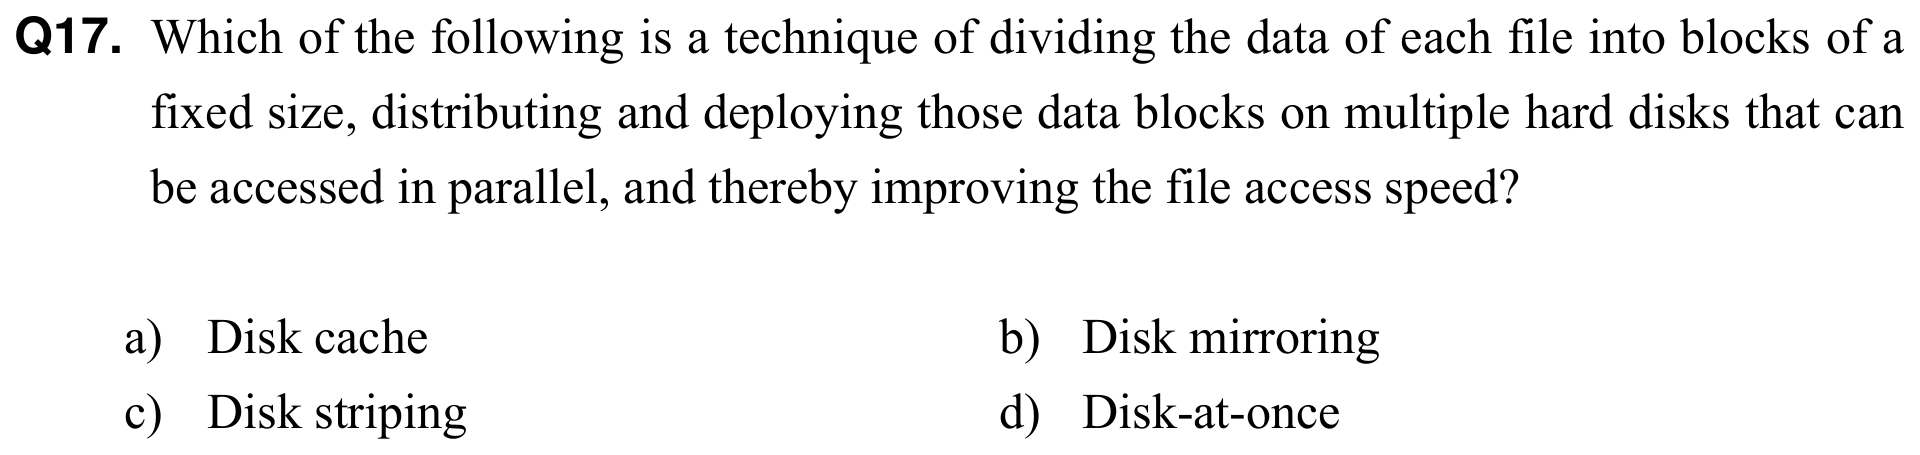 Q17. Which of the following is a technique of dividing the data of each file into blocks of a
fixed size, distributing and deploying those data blocks on multiple hard disks that can
be accessed in parallel, and thereby improving the file access speed?
a) Disk cache b) Disk mirroring
c) Disk striping d) Disk-at-once